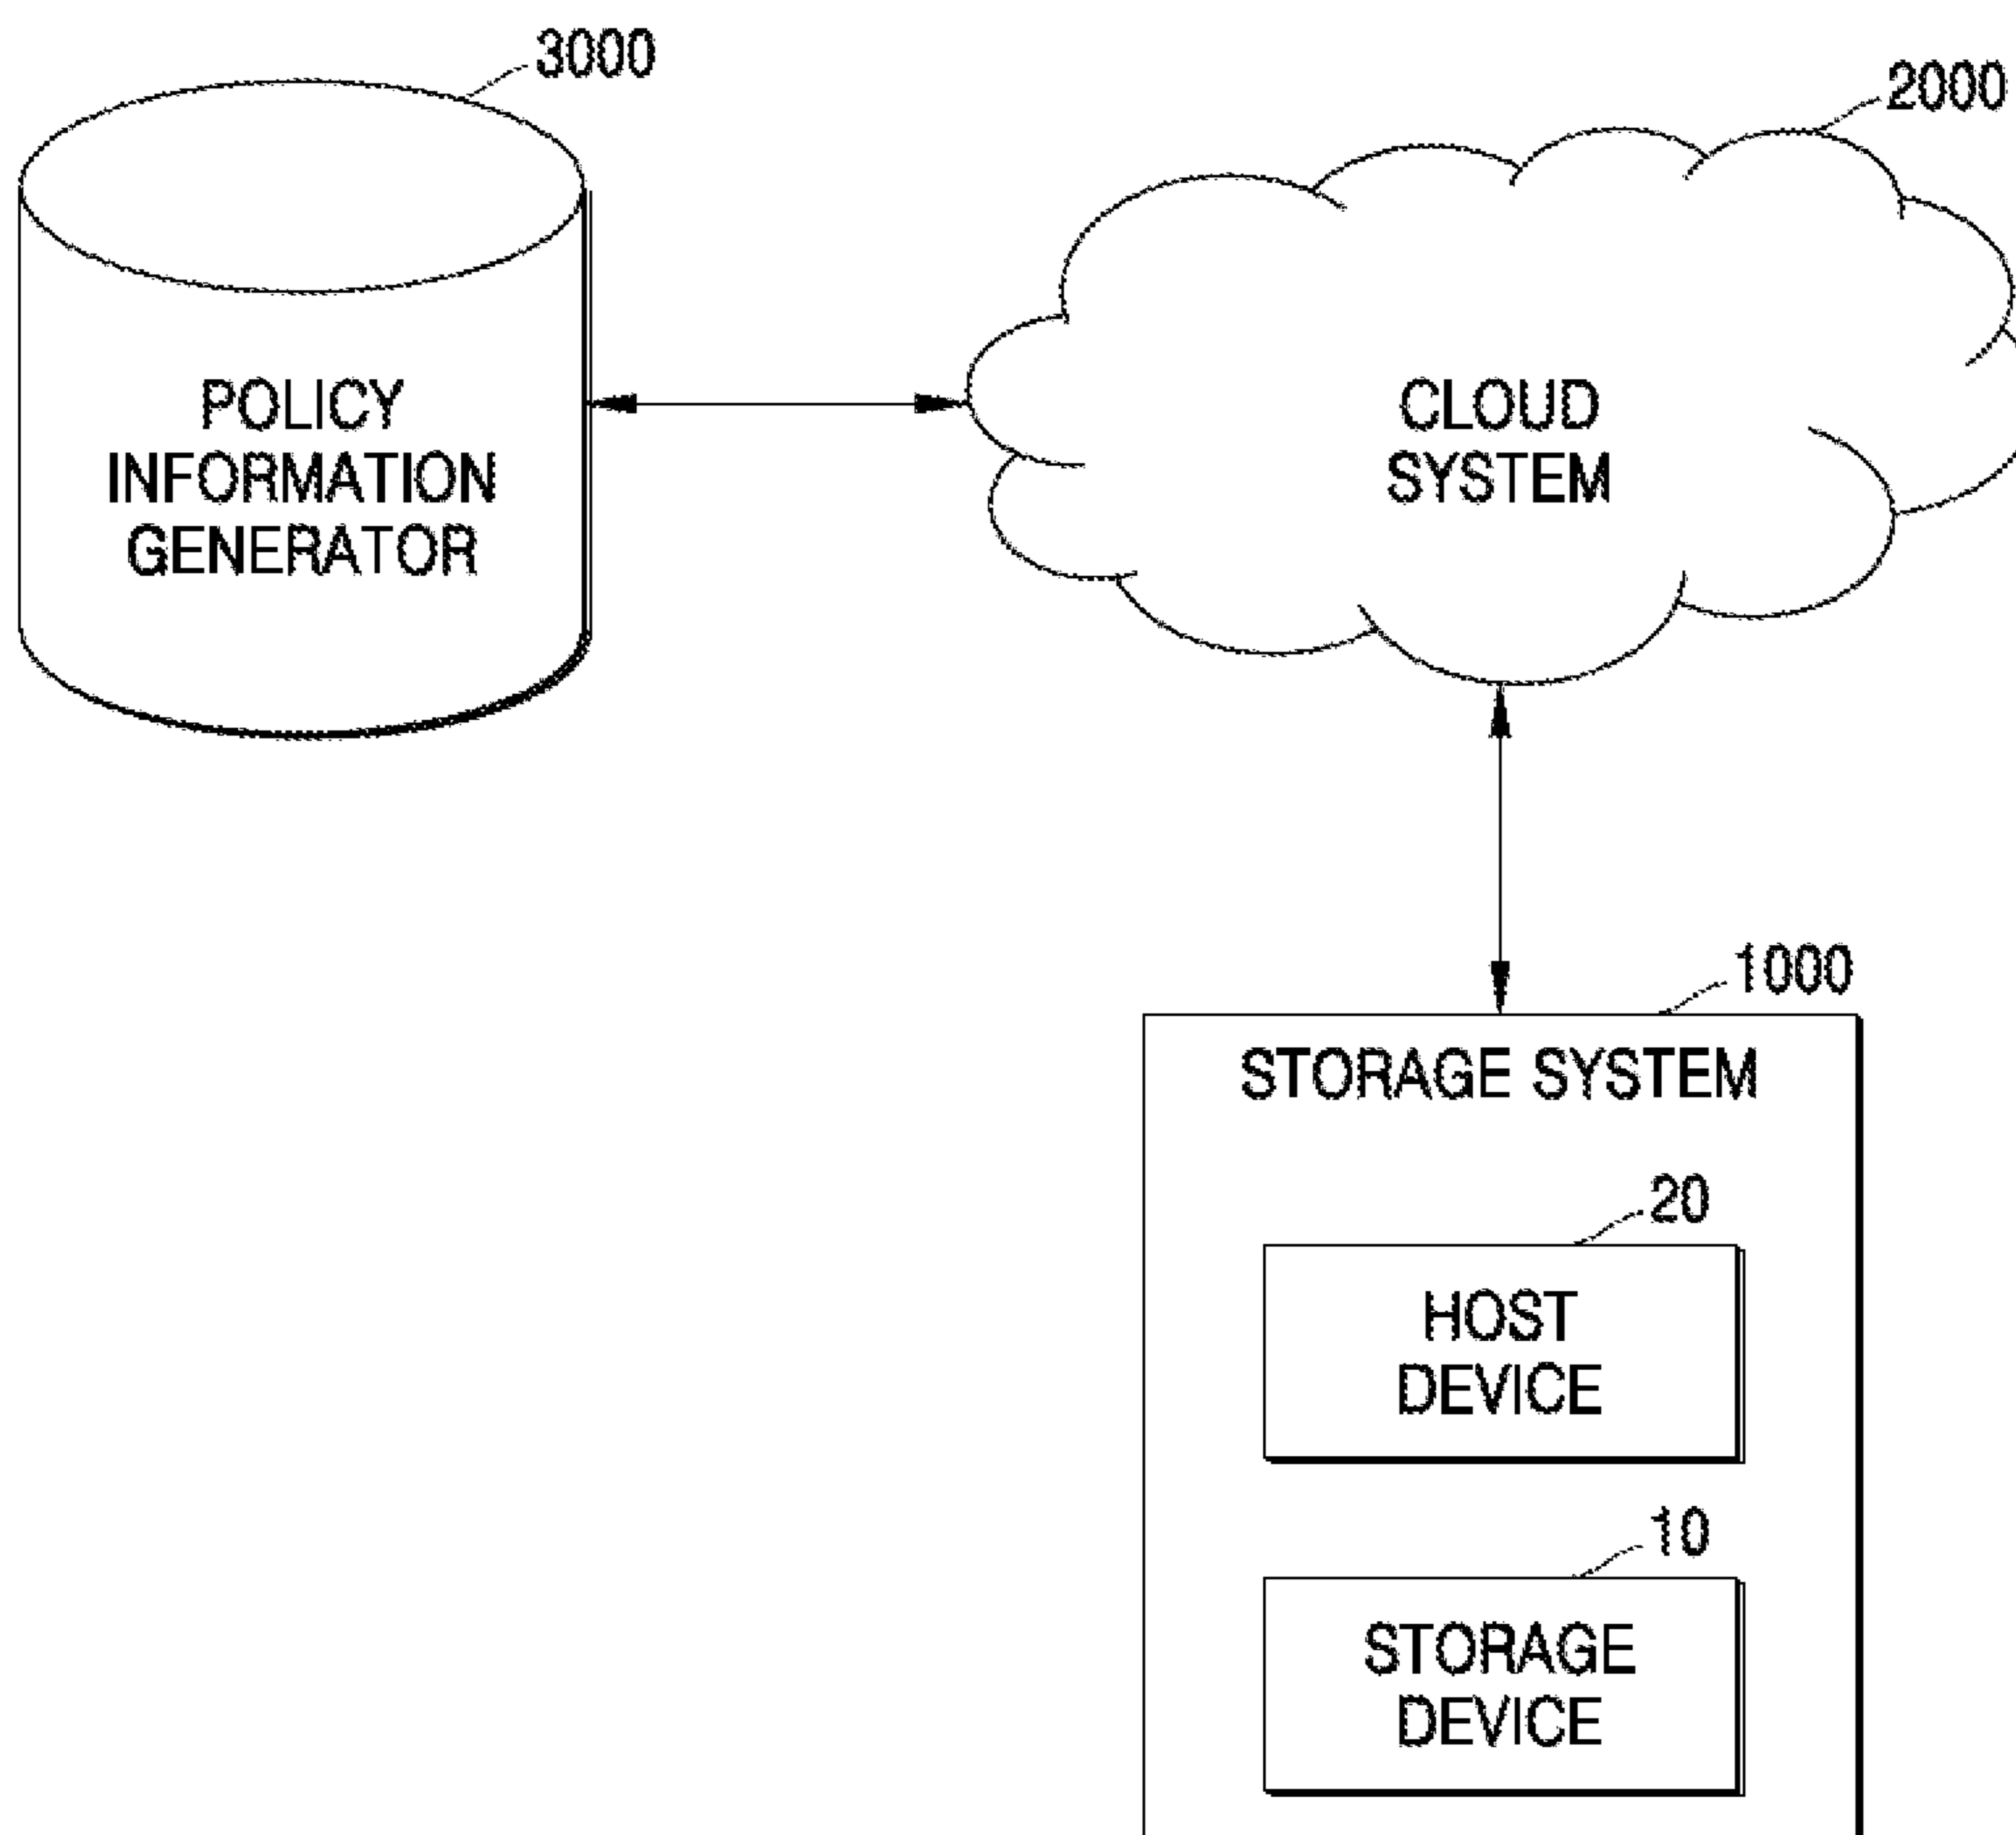 3000
2000
POLICY
INFORMATION
GENERATOR
CLOUD
SYSTEM
1000
STORAGE SYSTEM
20
HOST
DEVICE
10
STORAGE
DEVICE